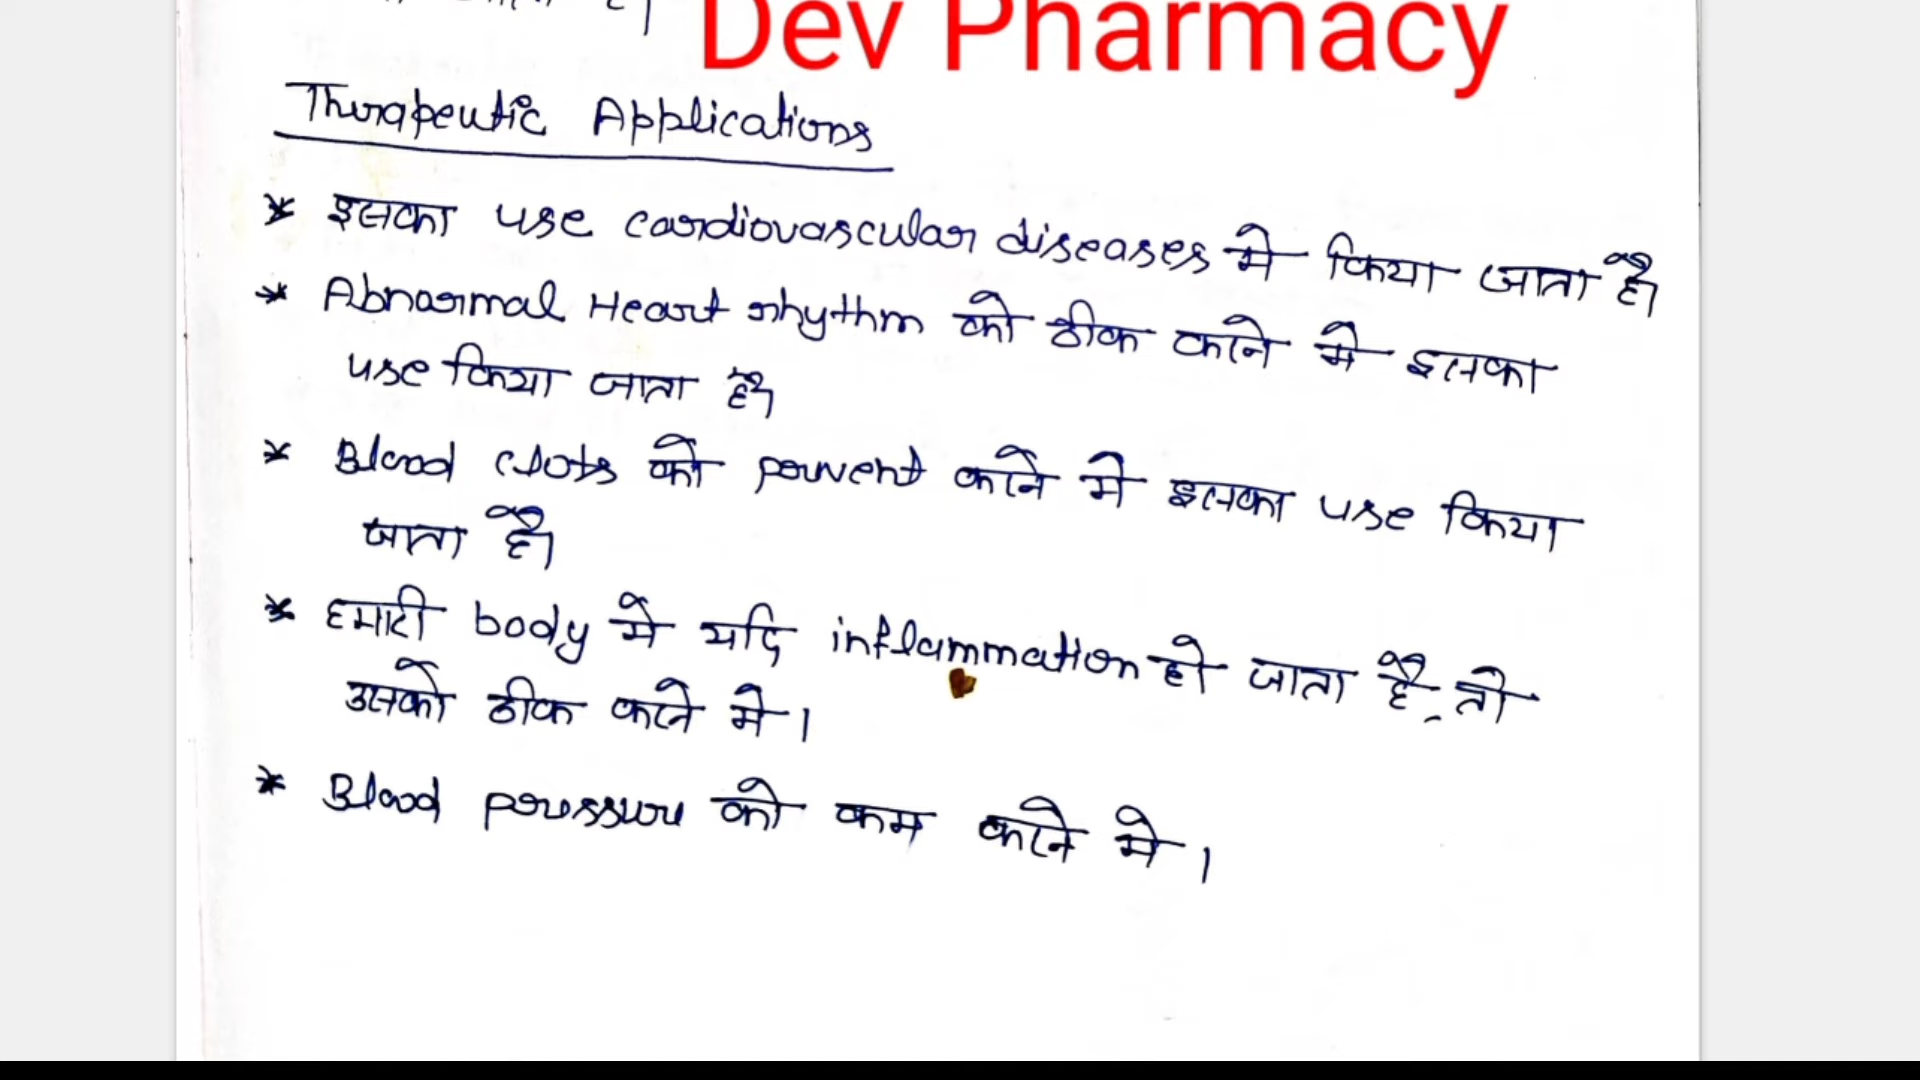 Dev Pharmacy
Therapeutic Applications
* इसका use cardiovascular diseases मे किया जाता है।
* Abnormal Heart rhythm को ठीक करने मे इसका
use किया जाता है।
* Blood clots को prevent करने मे इसका use किया
जाता है।
* हमारी body मे यदि inflammation हो जाता है, तो
उसको ठीक करने मे।
* Blood pressure को कम करने मे।